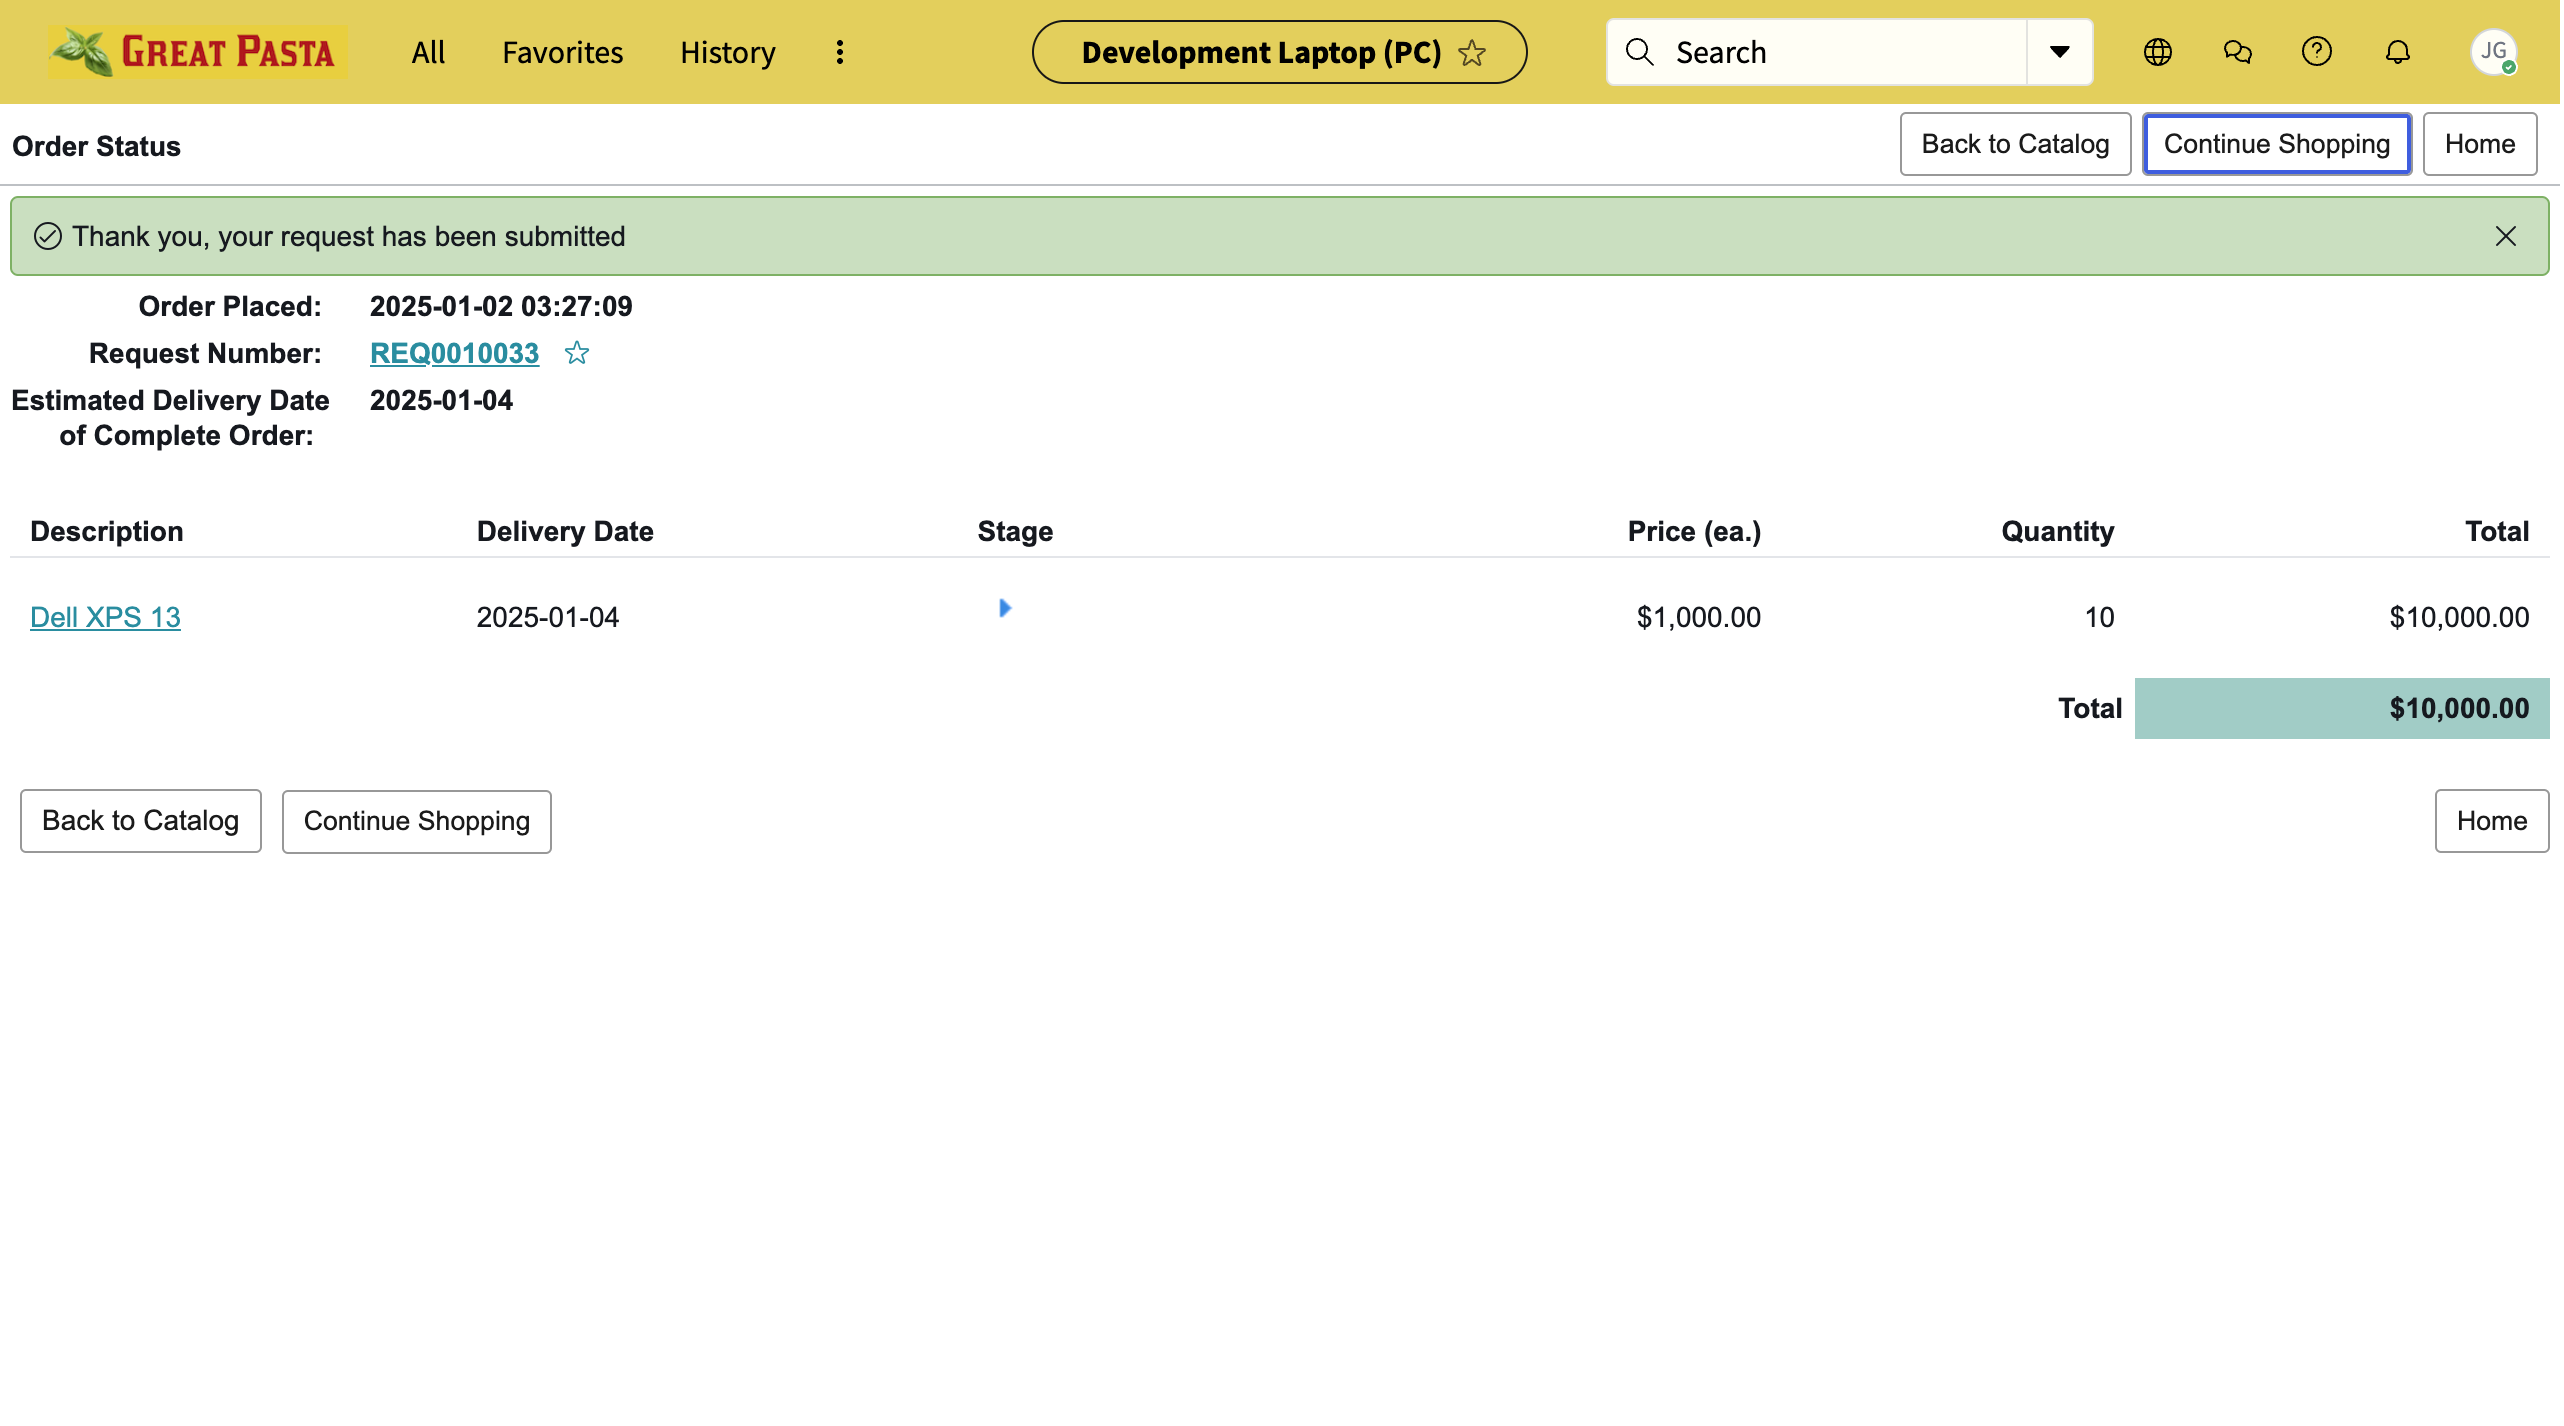 GREAT PASTA
All
Favorites
History
Development Laptop (PC)
Search
JG
Order Status
Back to Catalog
Continue Shopping
Home
Thank you, your request has been submitted
Order Placed: 2025-01-02 03:27:09
Request Number: REQ0010033
Estimated Delivery Date 2025-01-04
of Complete Order:
Description Delivery Date Stage Price (ea.) Quantity Total
Dell XPS 13 2025-01-04 $1,000.00 10 $10,000.00
Total $10,000.00
Back to Catalog
Continue Shopping
Home